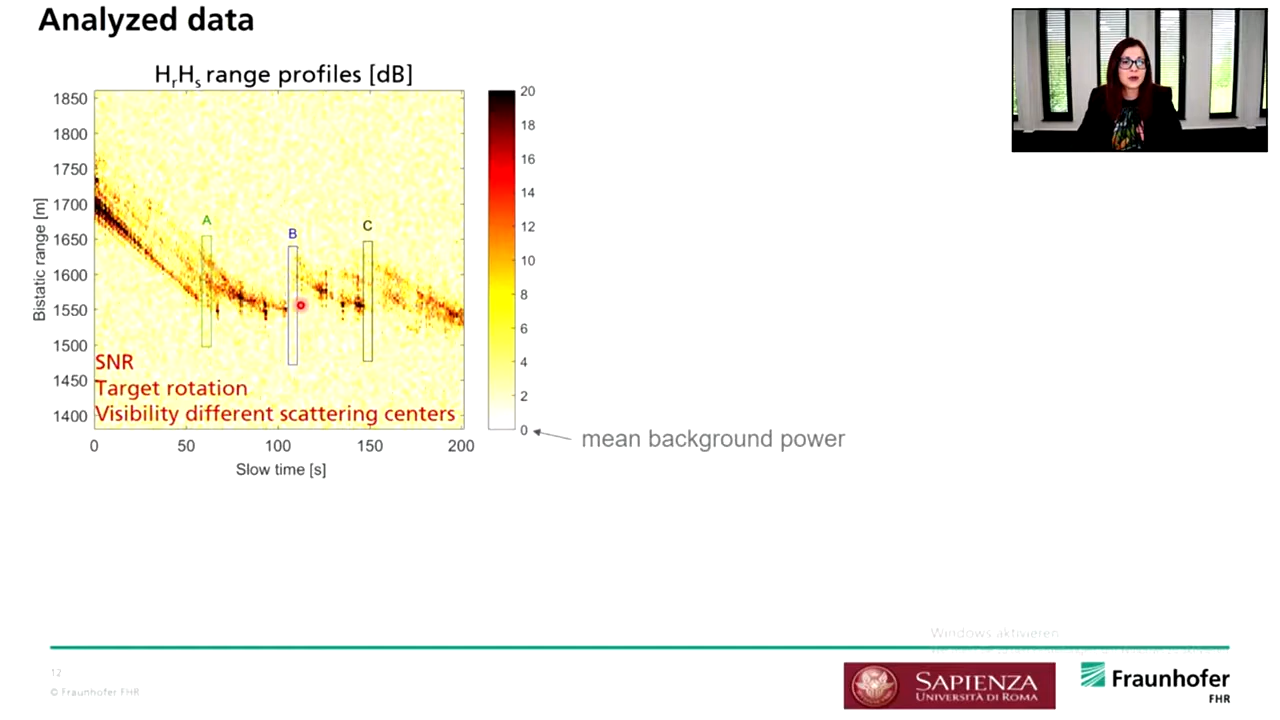 Analyzed data
HrHs range profiles [dB]
1850
1800
1750
1700
1650
1600
1550
1500
1450
1400
Bistatic range [m]
A
B
C
SNR
Target rotation
Visibility different scattering centers
0
50
100
150
200
Slow time [s]
20
18
16
14
12
10
8
6
4
2
0
mean background power
Windows aktivieren
12
© Fraunhofer FHR
SAPIENZA
UNIVERSITÀ DI ROMA
Fraunhofer
FHR